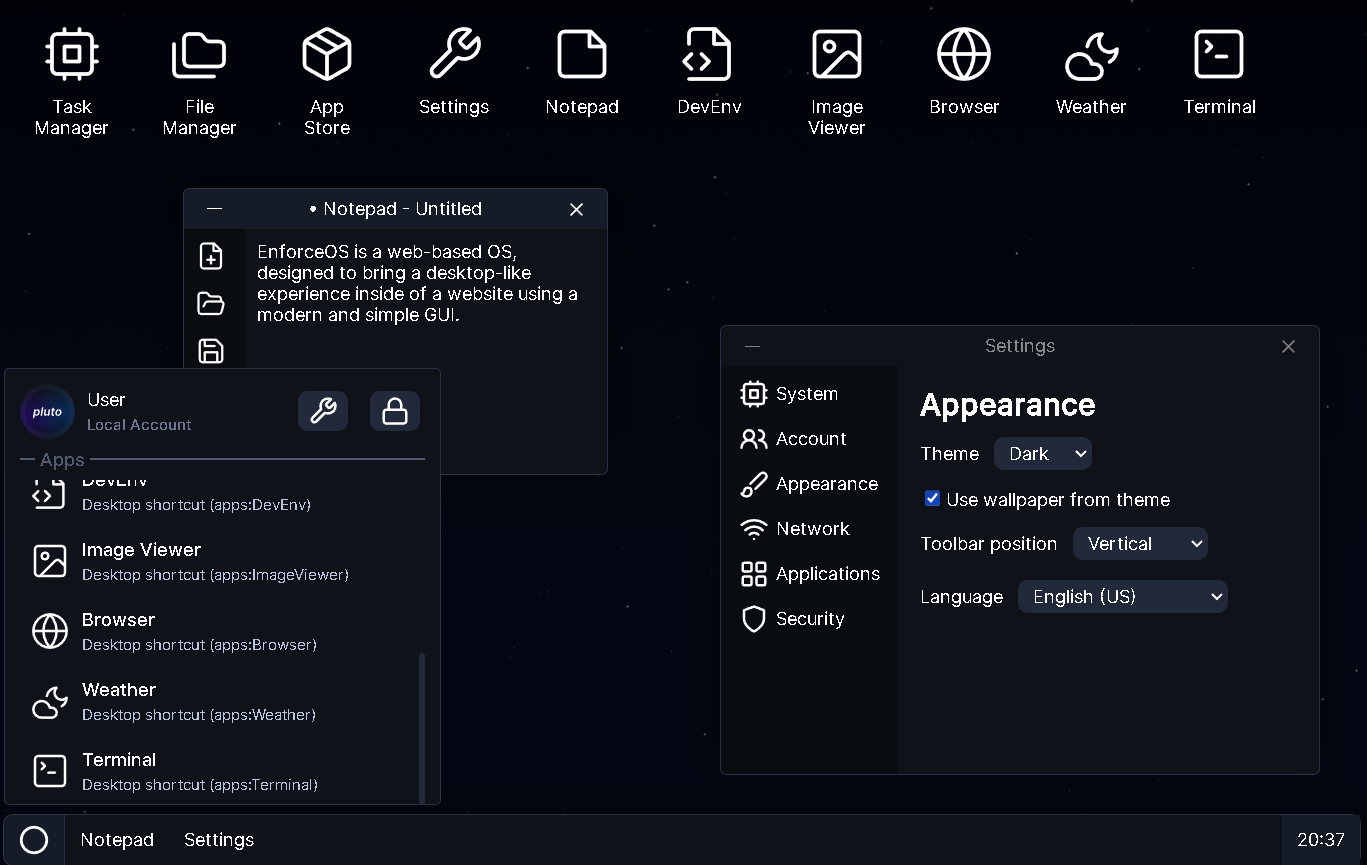 Task
Manager
File
Manager
App
Store
Settings
Notepad
DevEnv
Image
Viewer
Browser
Weather
Terminal
• Notepad - Untitled
EnforceOS is a web-based OS,
designed to bring a desktop-like
experience inside of a website using a
modern and simple GUI.
User
pluto
Local Account
Apps
DevEnv
Desktop shortcut (apps:DevEnv)
Image Viewer
Desktop shortcut (apps:ImageViewer)
Browser
Desktop shortcut (apps:Browser)
Weather
Desktop shortcut (apps:Weather)
Terminal
Desktop shortcut (apps:Terminal)
Settings
System
Account
Appearance
Network
Applications
Security
Appearance
Theme Dark
Use wallpaper from theme
Toolbar position Vertical
Language English (US)
Notepad Settings 20:37